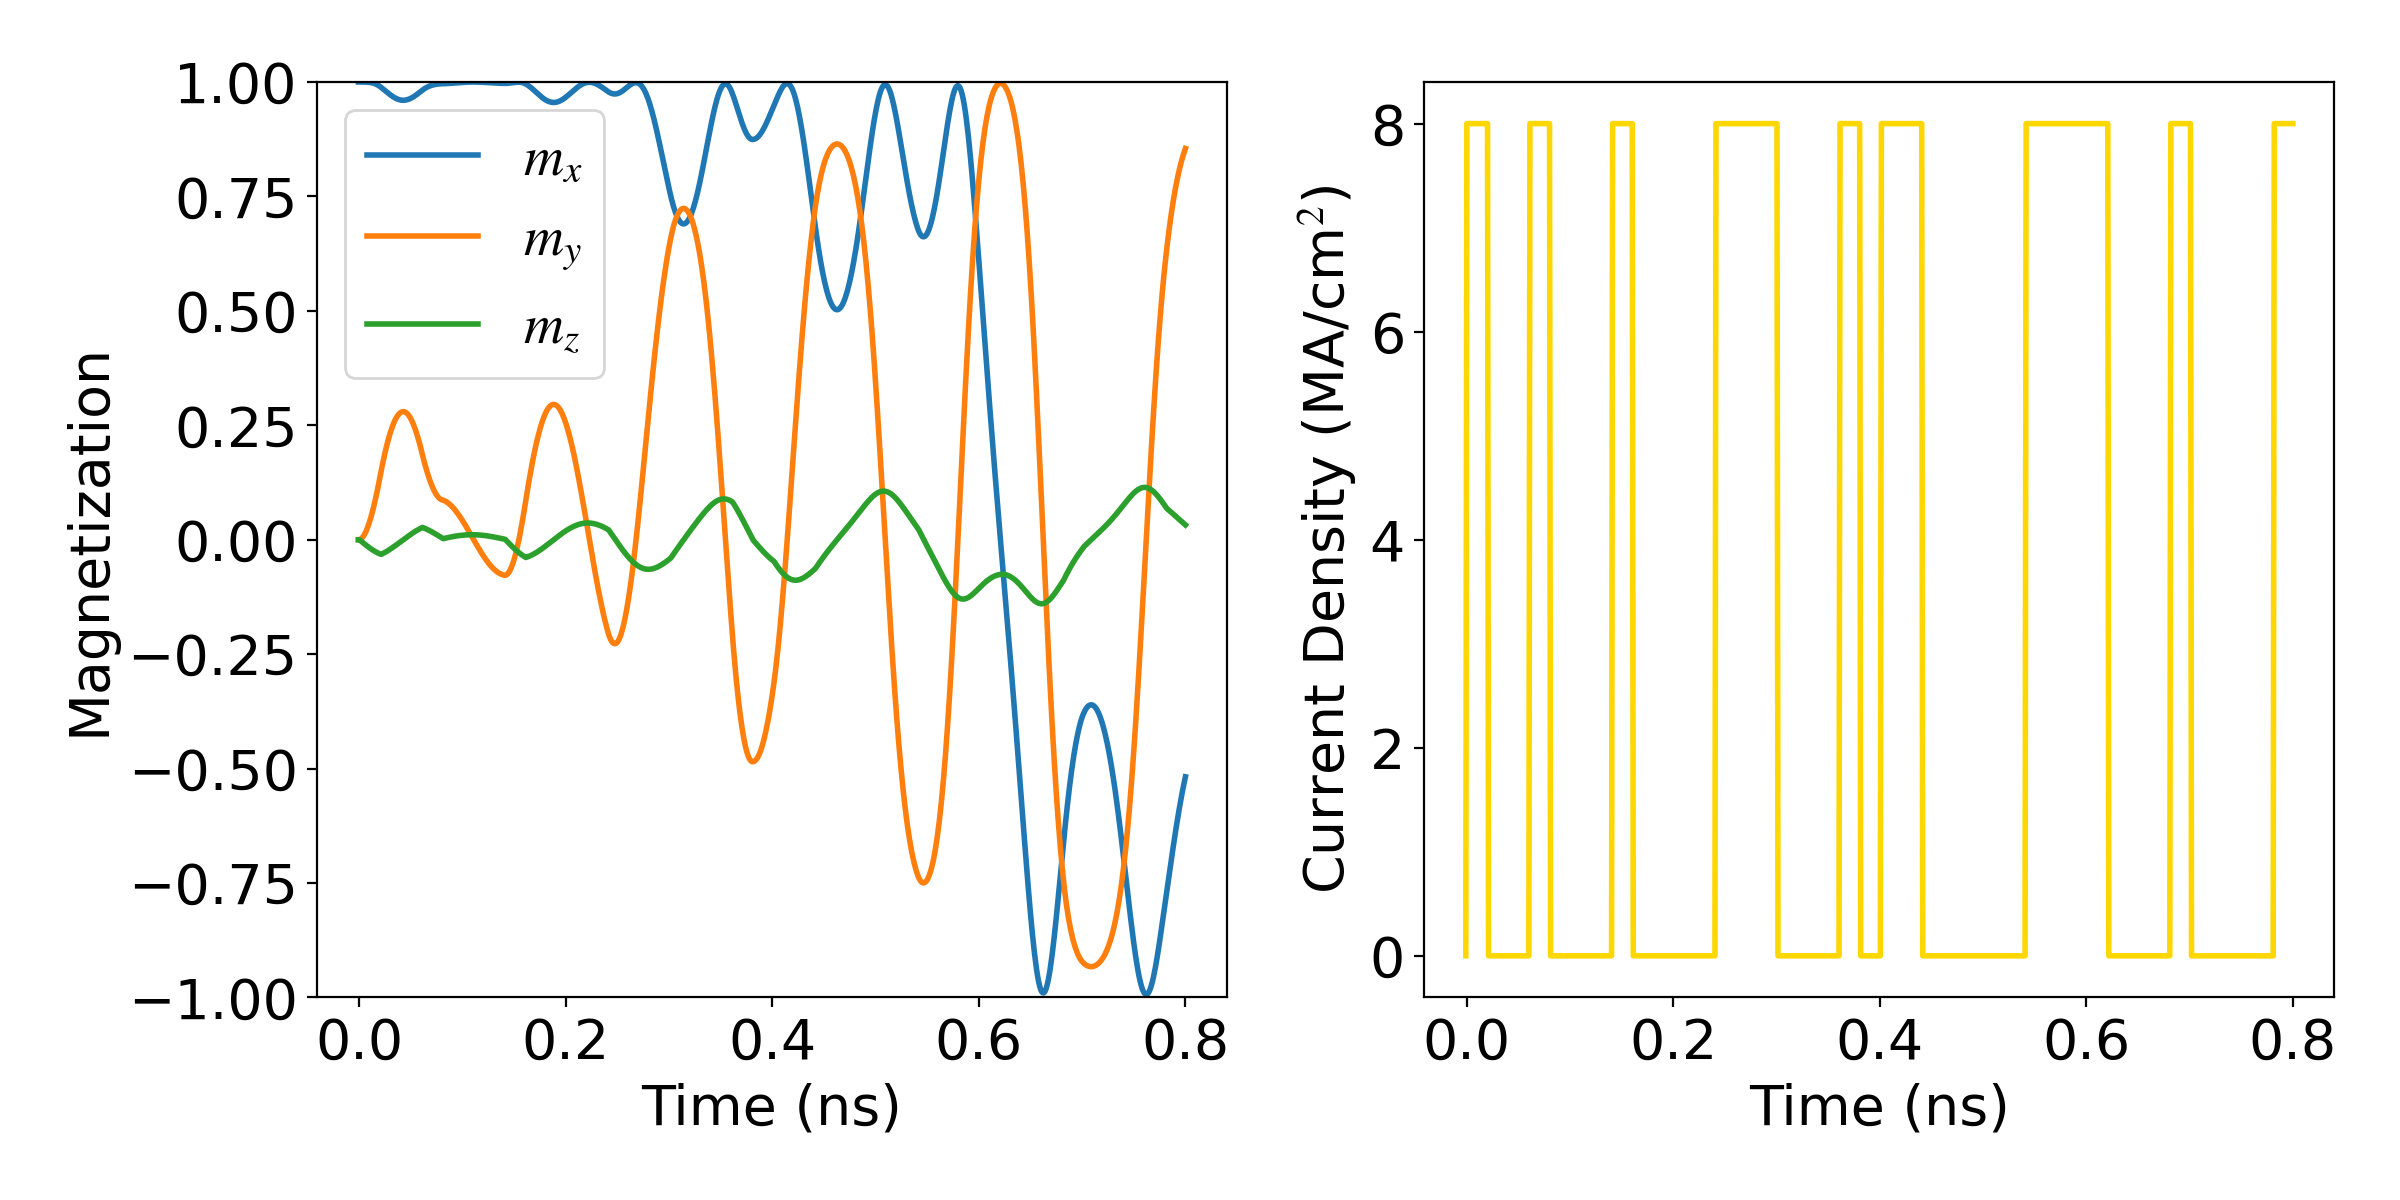 Magnetization
1.00
0.75
0.50
0.25
0.00
−0.25
−0.50
−0.75
−1.00
m_x
m_y
m_z
0.0 0.2 0.4 0.6 0.8
Time (ns)
Current Density (MA/cm²)
8
6
4
2
0
0.0 0.2 0.4 0.6 0.8
Time (ns)